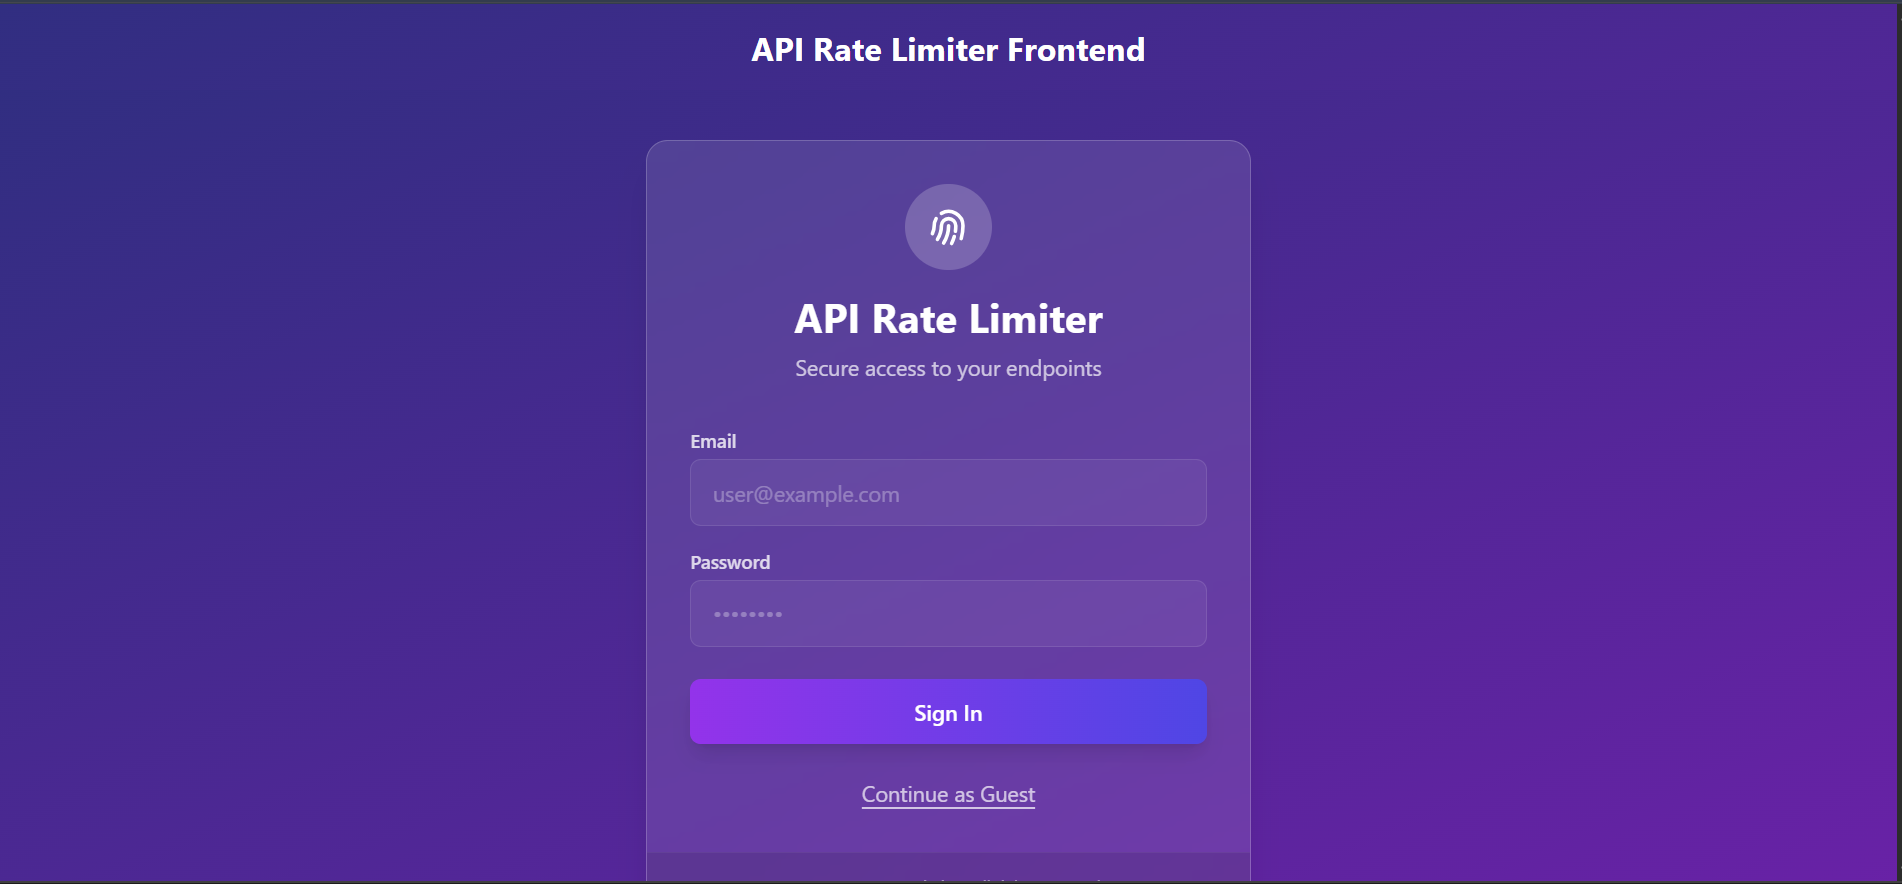 API Rate Limiter Frontend
API Rate Limiter
Secure access to your endpoints
Email
user@example.com
Password
••••••••
Sign In
Continue as Guest